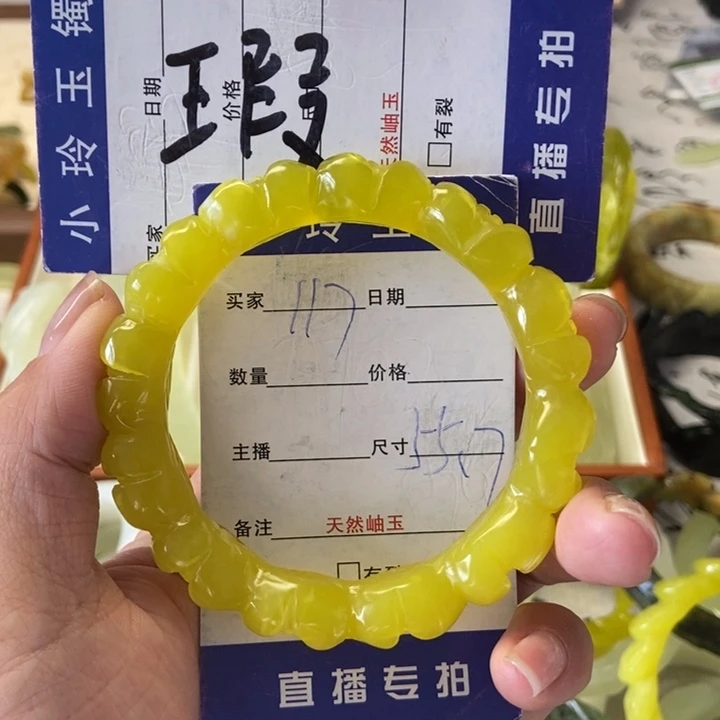 小玲玉镯
日期
价格
天然岫玉
有裂
买家
瑕
直播专拍
买家 117 日期
数量 价格
主播 尺寸
备注 天然岫玉
直播专拍